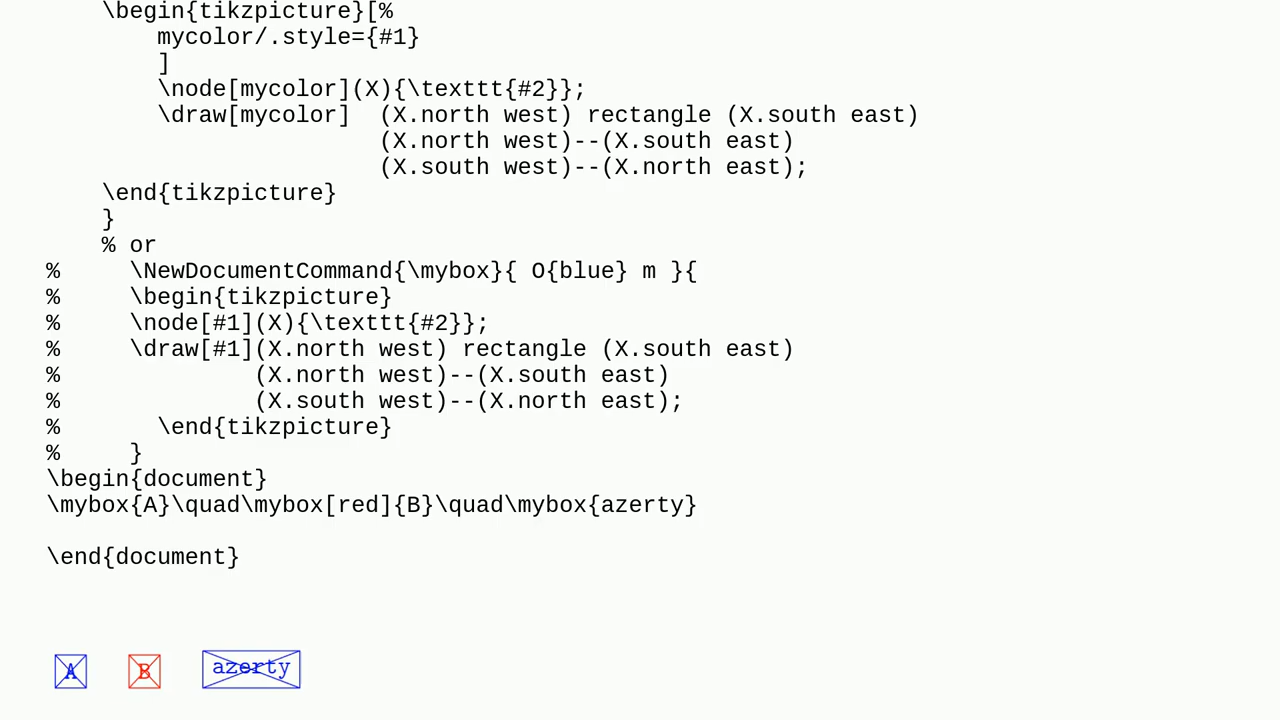 \begin{tikzpicture}[%
mycolor/.style={#1}
]
\node[mycolor](X){\texttt{#2}};
\draw[mycolor]  (X.north west) rectangle (X.south east)
(X.north west)--(X.south east)
(X.south west)--(X.north east);
\end{tikzpicture}
}
% or
%     \NewDocumentCommand{\mybox}{ O{blue} m }{
%     \begin{tikzpicture}
%     \node[#1](X){\texttt{#2}};
%     \draw[#1](X.north west) rectangle (X.south east)
%              (X.north west)--(X.south east)
%              (X.south west)--(X.north east);
%       \end{tikzpicture}
%     }
\begin{document}
\mybox{A}\quad\mybox[red]{B}\quad\mybox{azerty}
\end{document}
A B azerty